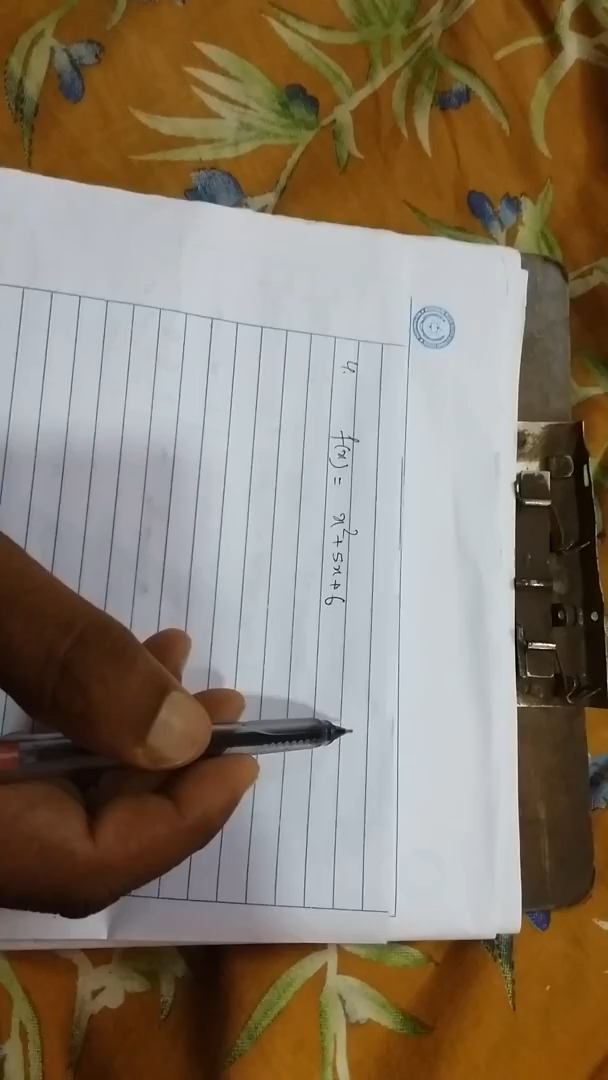 4. f(x) = x²+5x+6